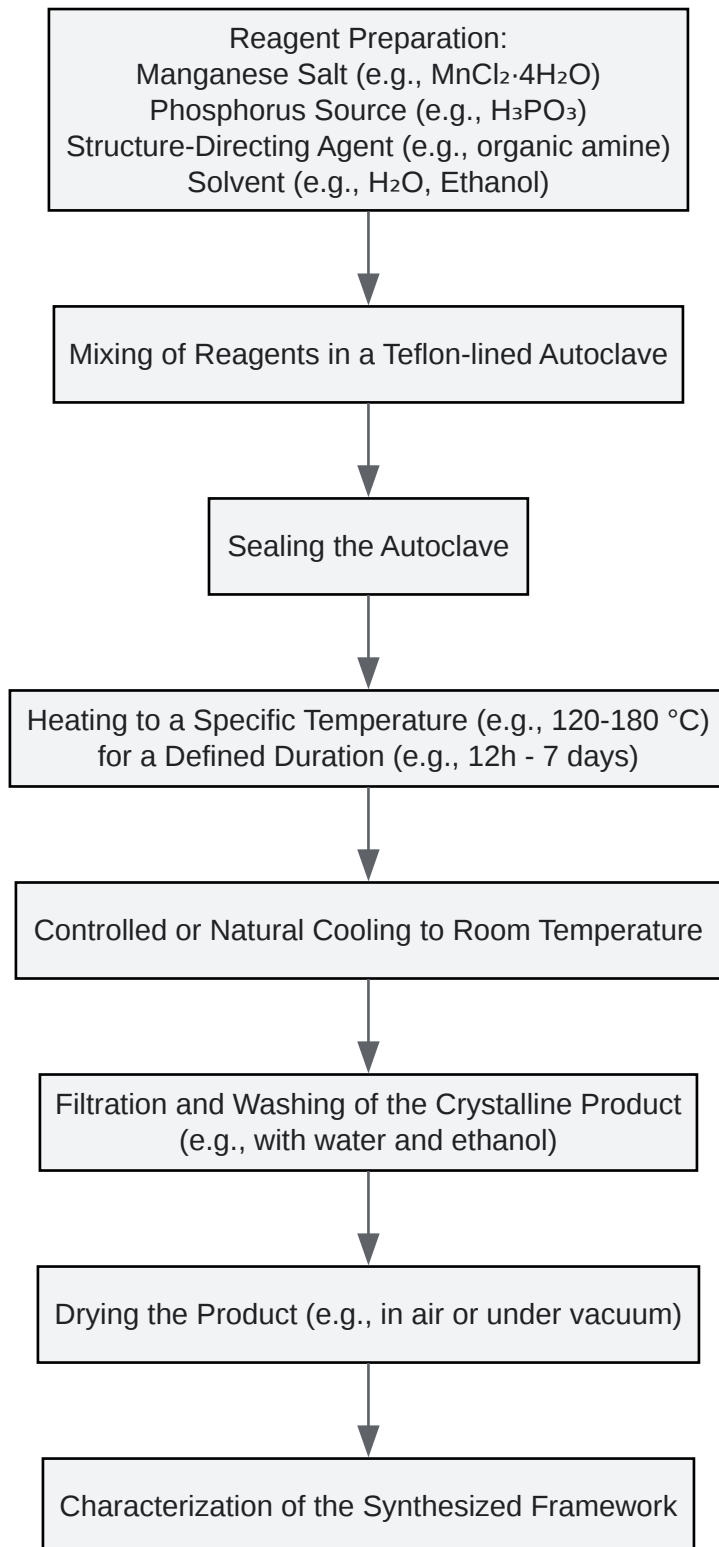 Reagent Preparation:
Manganese Salt (e.g., MnCl₂·4H₂O)
Phosphorus Source (e.g., H₃PO₃)
Structure-Directing Agent (e.g., organic amine)
Solvent (e.g., H₂O, Ethanol)
Mixing of Reagents in a Teflon-lined Autoclave
Sealing the Autoclave
Heating to a Specific Temperature (e.g., 120-180 °C)
for a Defined Duration (e.g., 12h - 7 days)
Controlled or Natural Cooling to Room Temperature
Filtration and Washing of the Crystalline Product
(e.g., with water and ethanol)
Drying the Product (e.g., in air or under vacuum)
Characterization of the Synthesized Framework